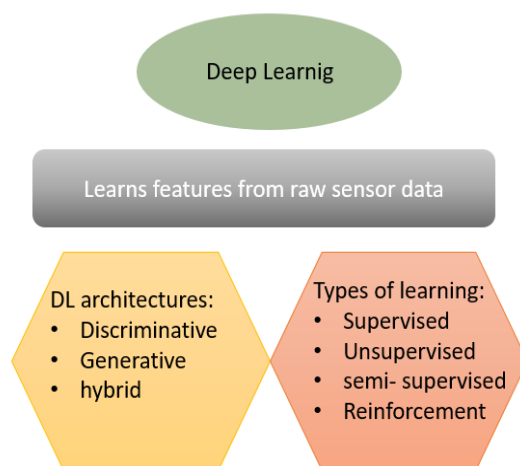 Deep Learnig
Learns features from raw sensor data
DL architectures:
• Discriminative
• Generative
• hybrid
Types of learning:
• Supervised
• Unsupervised
• semi- supervised
• Reinforcement